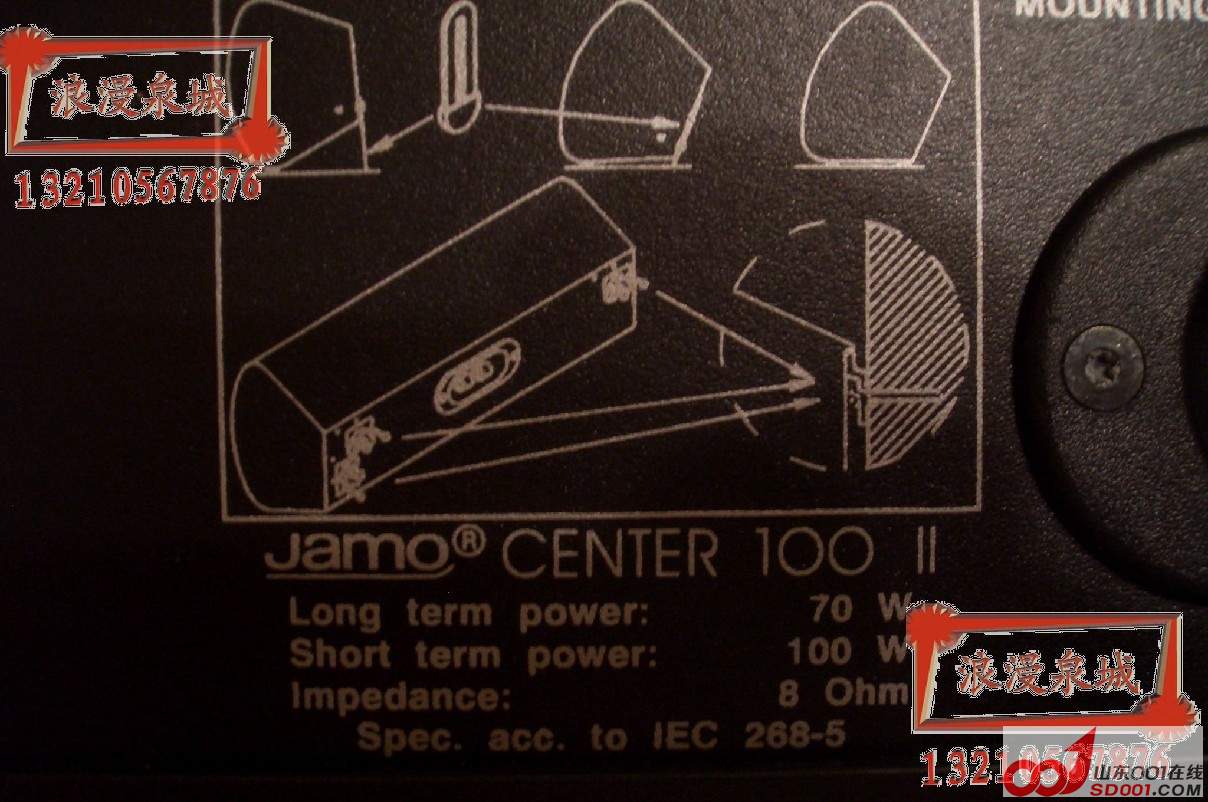 MOUNTING
浪漫泉城
13210567876
Jamo® CENTER 100 II
Long term power: 70 W
Short term power: 100 W
Impedance: 8 Ohm
Spec. acc. to IEC 268-5
浪漫泉城
13210567876
山东001在线
SD001.COM